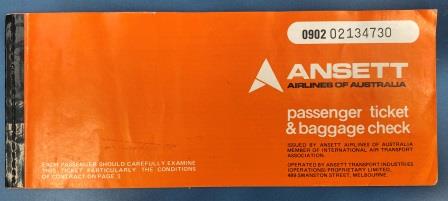 0902 02134730
ANSETT
AIRLINES OF AUSTRALIA
passenger ticket
& baggage check
ISSUED BY ANSETT AIRLINES OF AUSTRALIA
MEMBER OF INTERNATIONAL AIR TRANSPORT
ASSOCIATION.
OPERATED BY ANSETT TRANSPORT INDUSTRIES
(OPERATIONS) PROPRIETARY LIMITED,
489 SWANSTON STREET, MELBOURNE.
EACH PASSENGER SHOULD CAREFULLY EXAMINE
THIS TICKET PARTICULARLY THE CONDITIONS
OF CONTRACT ON PAGE 3